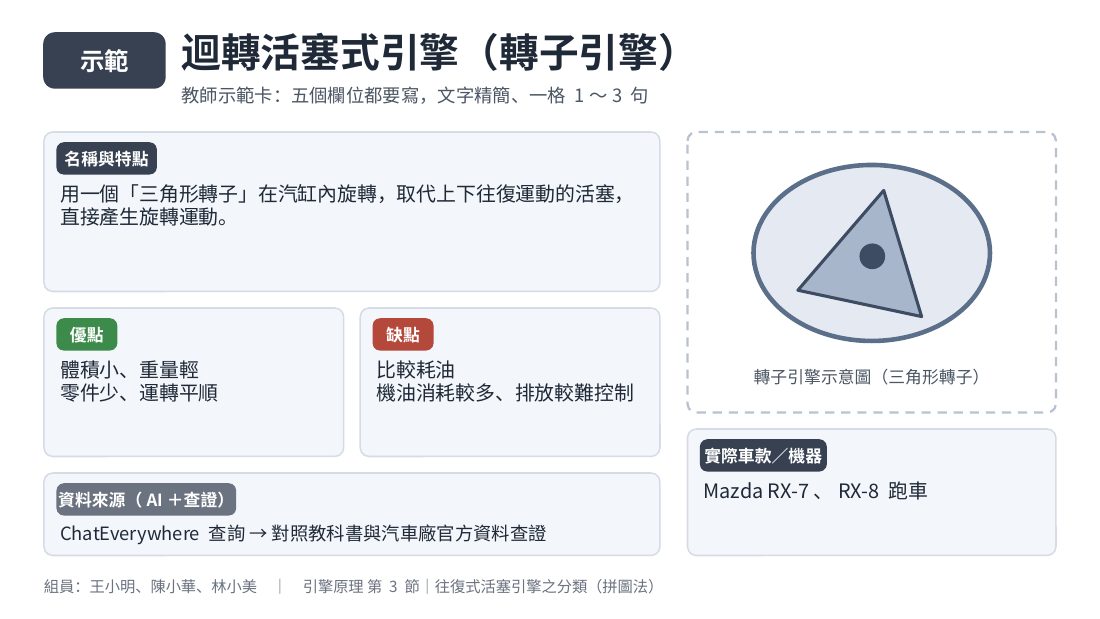 示範
迴轉活塞式引擎（轉子引擎）
教師示範卡：五個欄位都要寫，文字精簡、一格 1～3 句
名稱與特點
用一個「三角形轉子」在汽缸內旋轉，取代上下往復運動的活塞，
直接產生旋轉運動。
優點
體積小、重量輕
零件少、運轉平順
缺點
比較耗油
機油消耗較多、排放較難控制
資料來源（AI＋查證）
ChatEverywhere 查詢→對照教科書與汽車廠官方資料查證
轉子引擎示意圖（三角形轉子）
實際車款／機器
Mazda RX-7、 RX-8 跑車
組員：王小明、陳小華、林小美 ｜ 引擎原理 第 3 節｜往復式活塞引擎之分類（拼圖法）